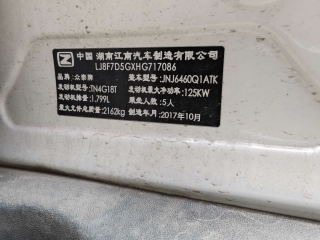 中国 湖南江南汽车制造有限公司
LJ8F7D5GXHG717086
品牌：众泰牌 整车型号：JNJ6460Q1ATK
发动机型号：TN4G18T 发动机最大净功率：125KW
发动机排量：1.799L 乘坐人数：5人
最大允许总质量：2162kg 制造年月：2017年10月